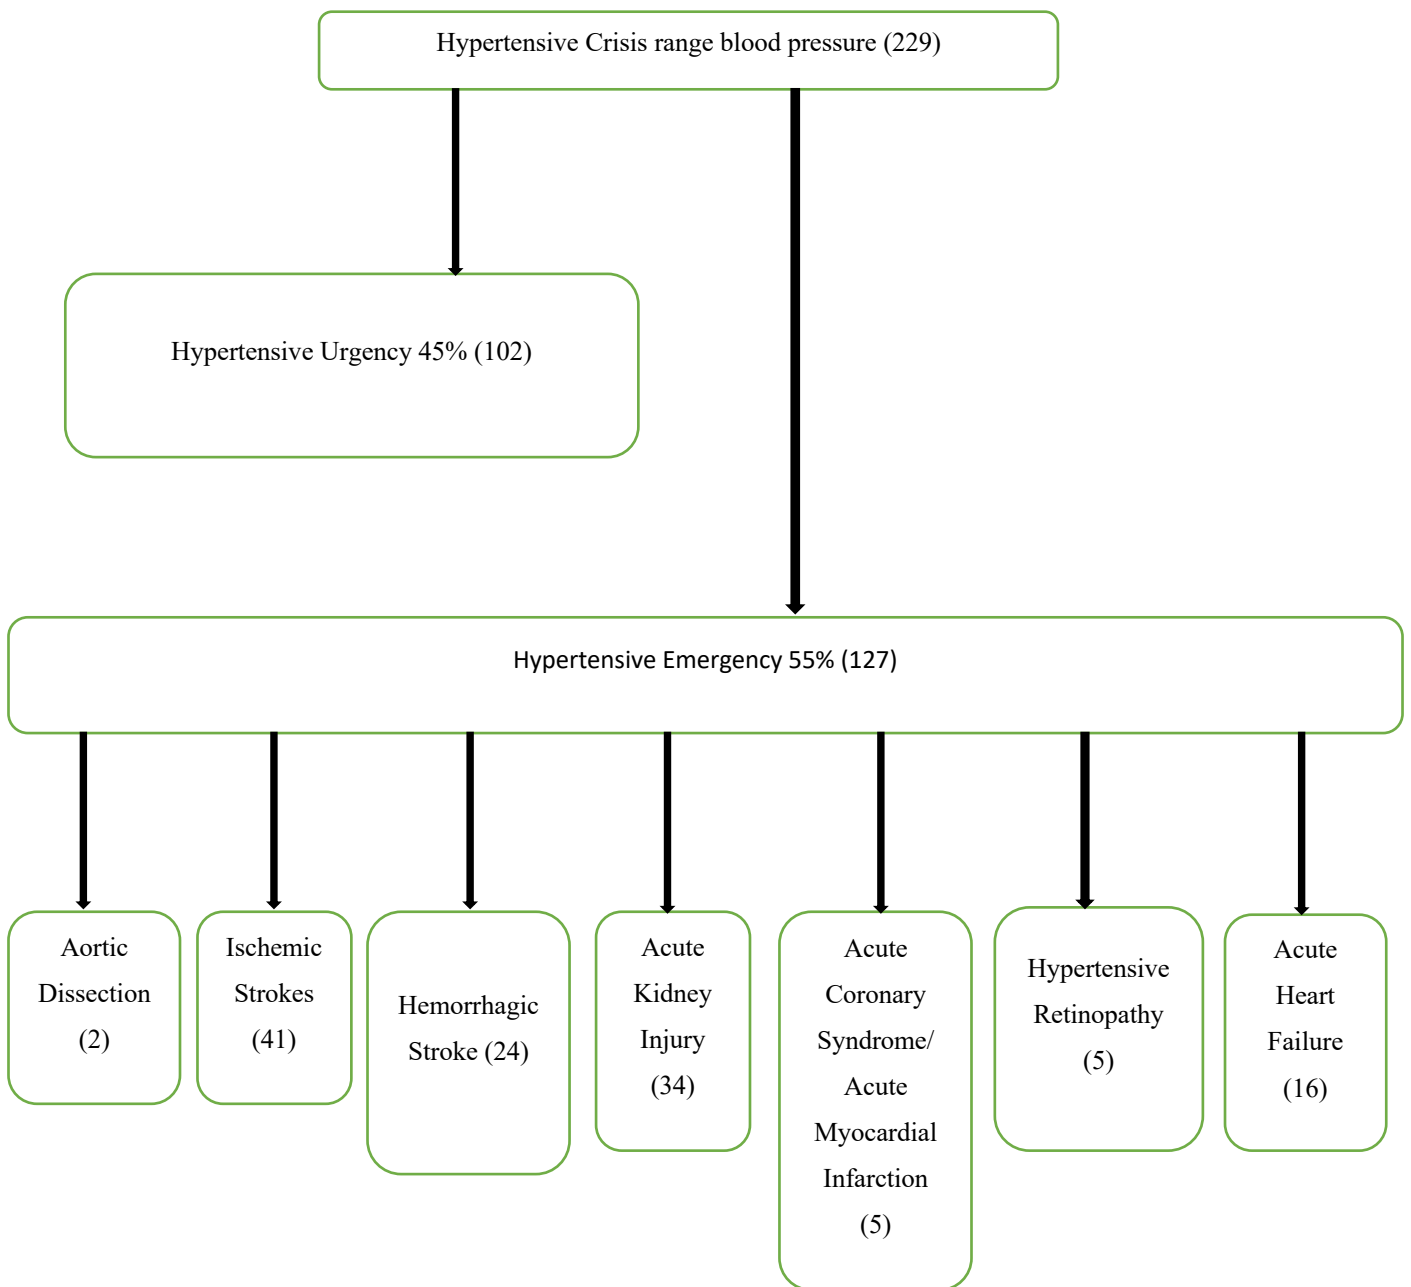 Hypertensive Crisis range blood pressure (229)
Hypertensive Urgency 45% (102)
Hypertensive Emergency 55% (127)
Aortic
Dissection
(2)
Ischemic
Strokes
(41)
Hemorrhagic
Stroke (24)
Acute
Kidney
Injury
(34)
Acute
Coronary
Syndrome/
Acute
Myocardial
Infarction
(5)
Hypertensive
Retinopathy
(5)
Acute
Heart
Failure
(16)